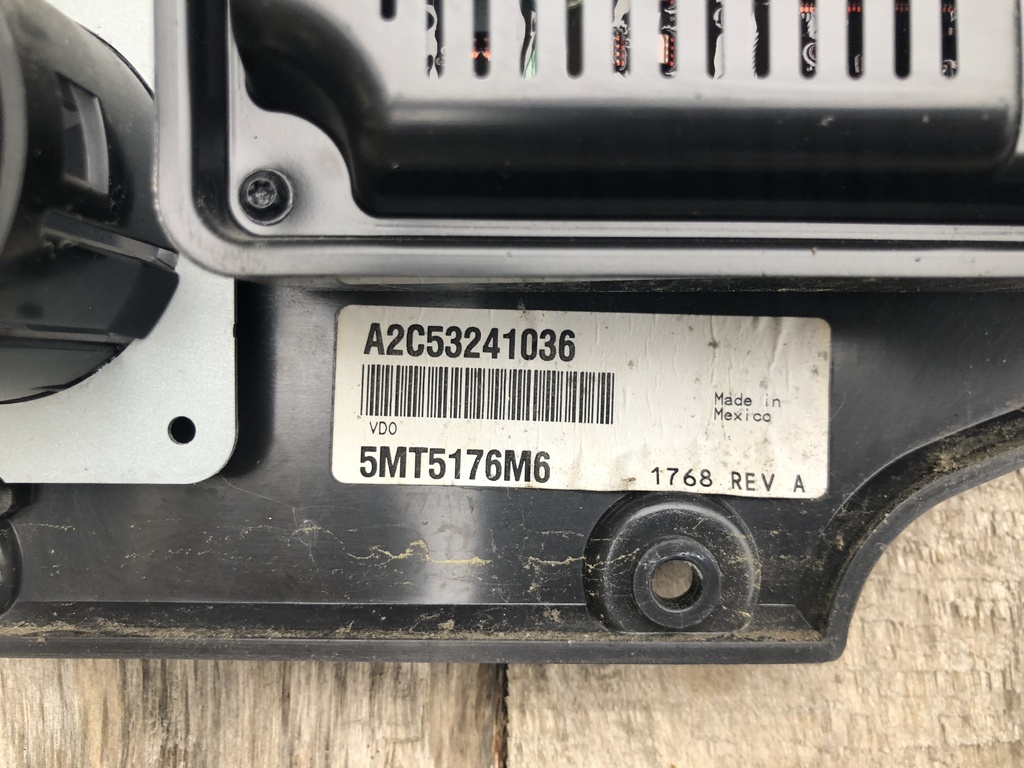 A2C53241036
VDO
Made in
Mexico
5MT5176M6
1768 REV A